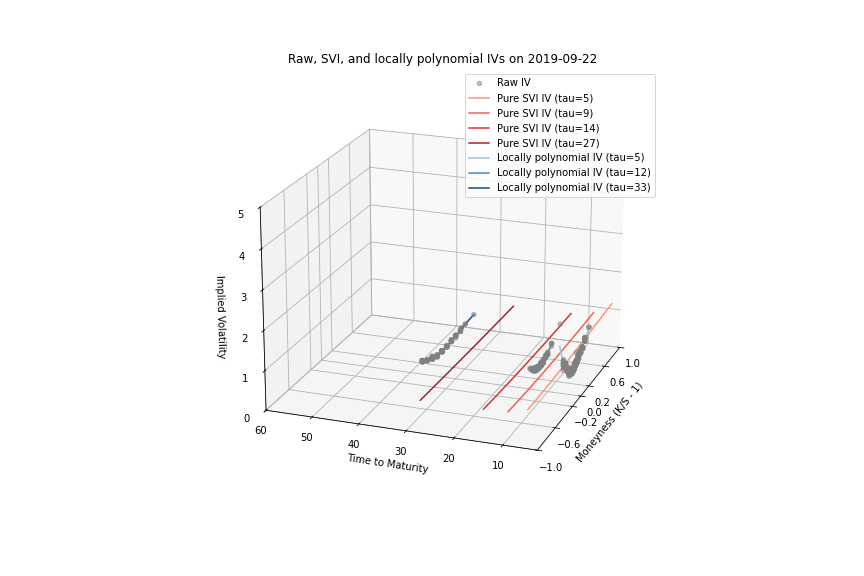 Raw, SVI, and locally polynomial IVs on 2019-09-22
Raw IV
Pure SVI IV (tau=5)
Pure SVI IV (tau=9)
Pure SVI IV (tau=14)
Pure SVI IV (tau=27)
Locally polynomial IV (tau=5)
Locally polynomial IV (tau=12)
Locally polynomial IV (tau=33)
5
4
3
2
1
0
Implied Volatility
60
50
40
30
20
10
Time to Maturity
1.0
0.6
0.2
0.0
−0.2
−0.6
−1.0
Moneyness (K/S - 1)